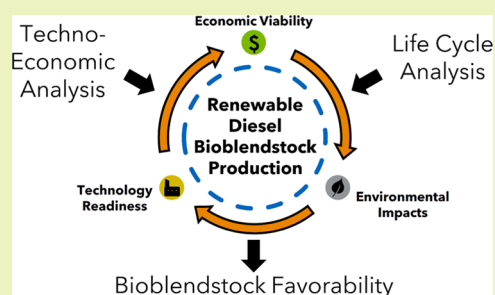 Economic Viability
Techno-
Economic
Analysis
$
Life Cycle
Analysis
Renewable
Diesel
Bioblendstock
Production
Technology
Readiness
Environmental
Impacts
Bioblendstock Favorability